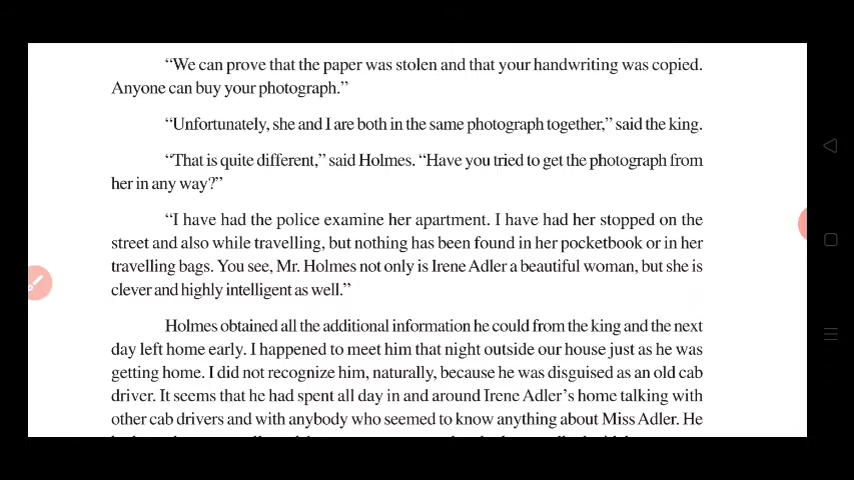 “We can prove that the paper was stolen and that your handwriting was copied.
Anyone can buy your photograph.”
“Unfortunately, she and I are both in the same photograph together,” said the king.
“That is quite different,” said Holmes. “Have you tried to get the photograph from
her in any way?”
“I have had the police examine her apartment. I have had her stopped on the
street and also while travelling, but nothing has been found in her pocketbook or in her
travelling bags. You see, Mr. Holmes not only is Irene Adler a beautiful woman, but she is
clever and highly intelligent as well.”
Holmes obtained all the additional information he could from the king and the next
day left home early. I happened to meet him that night outside our house just as he was
getting home. I did not recognize him, naturally, because he was disguised as an old cab
driver. It seems that he had spent all day in and around Irene Adler’s home talking with
other cab drivers and with anybody who seemed to know anything about Miss Adler. He